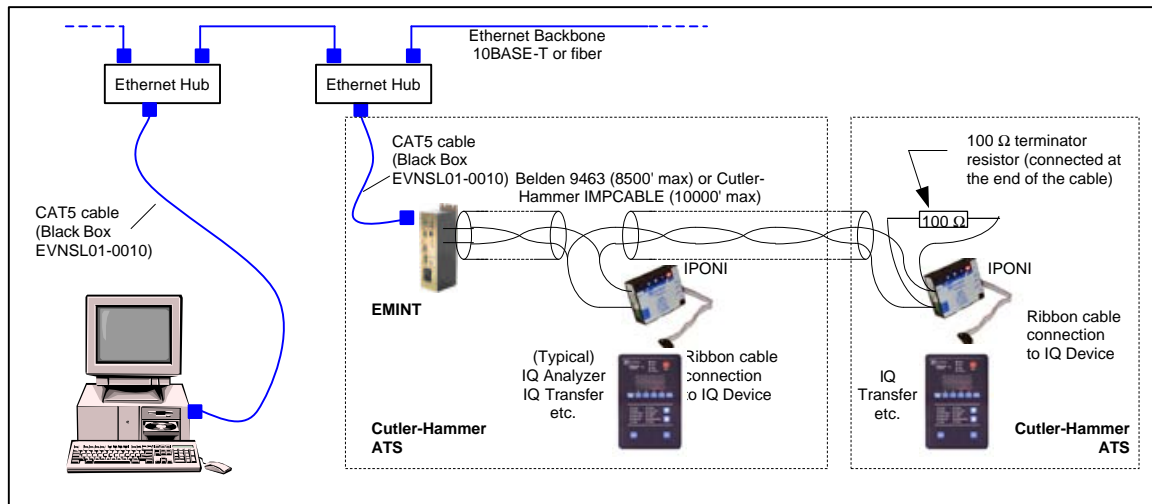 Ethernet Backbone
10BASE-T or fiber
Ethernet Hub
Ethernet Hub
CAT5 cable
(Black Box
EVNSL01-0010)
Belden 9463 (8500' max) or Cutler-
Hammer IMPCABLE (10000' max)
100 Ω terminator
resistor (connected at
the end of the cable)
100 Ω
CAT5 cable
(Black Box
EVNSL01-0010)
EMINT
IPONI
IPONI
Ribbon cable
connection
to IQ Device
(Typical)
IQ Analyzer
IQ Transfer
etc.
Ribbon cable
connection
to IQ Device
IQ
Transfer
etc.
Cutler-Hammer
ATS
Cutler-Hammer
ATS